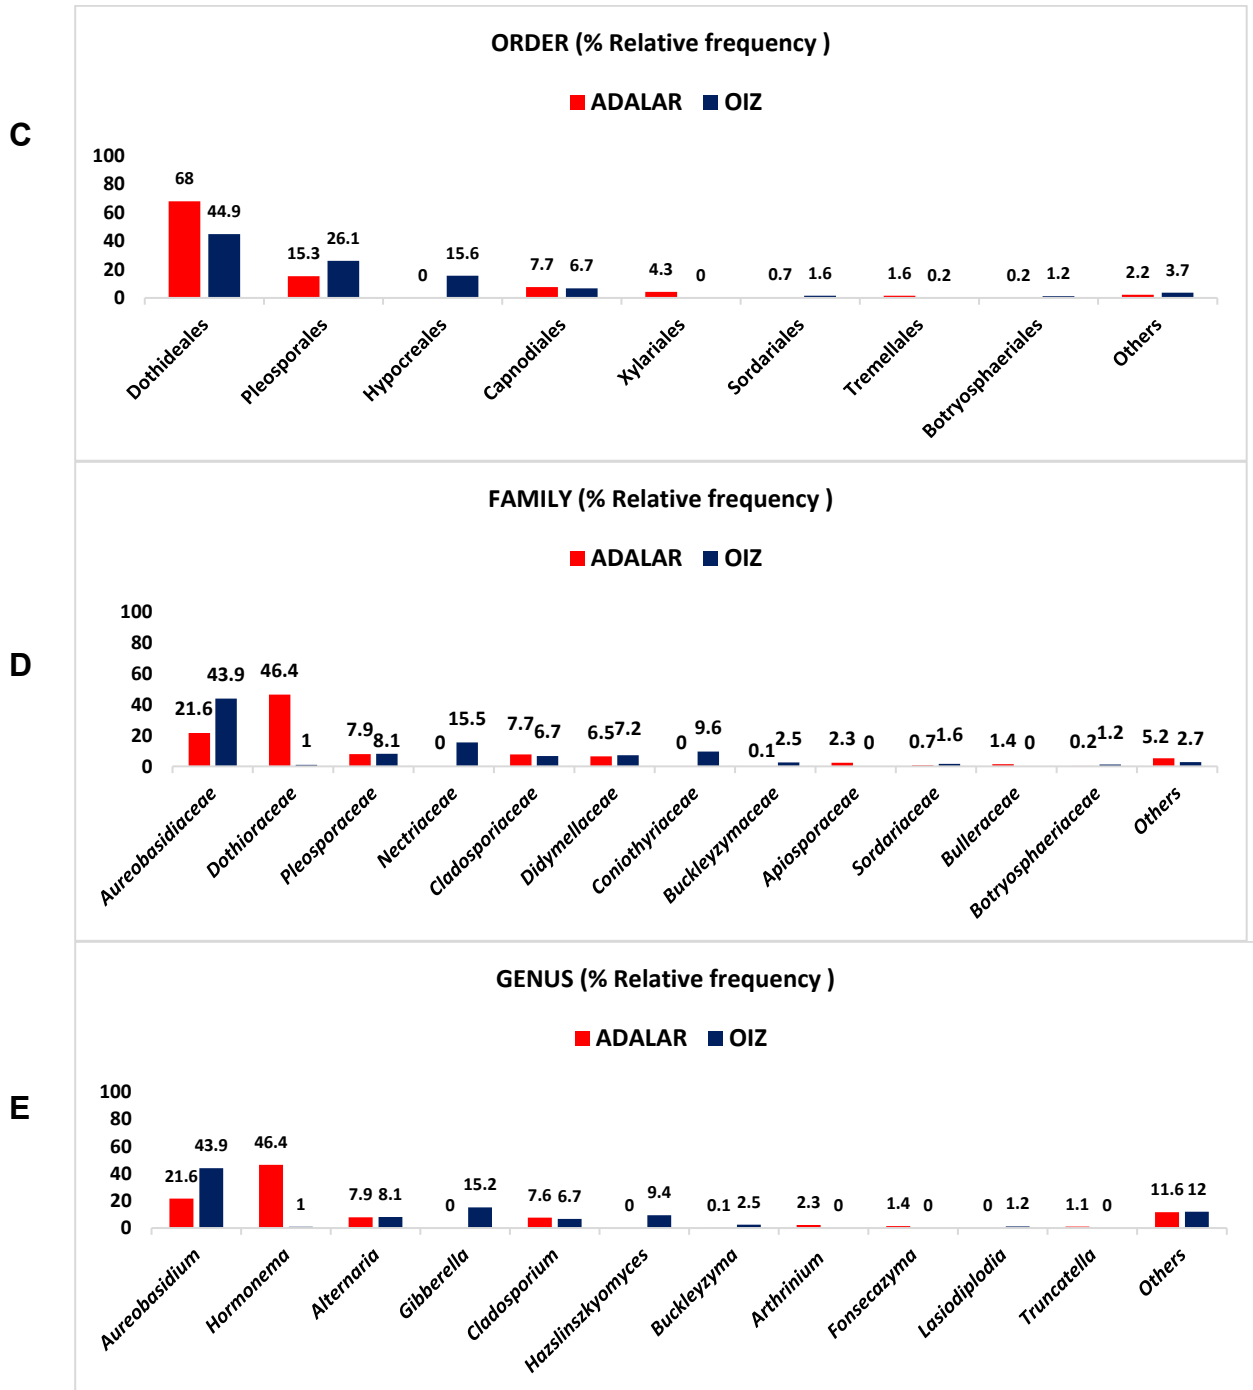 C
ORDER (% Relative frequency )
ADALAR OIZ
100
80
60
40
20
0
68 44.9 15.3 26.1 0 15.6 7.7 6.7 4.3 0 0.7 1.6 1.6 0.2 0.2 1.2 2.2 3.7
Dothideales Pleosporales Hypocreales Capnodiales Xylariales Sordariales Tremellales Botryosphaeriales Others
D
FAMILY (% Relative frequency )
ADALAR OIZ
100
80
60
40
20
0
21.6 43.9 46.4 1 7.9 8.1 0 15.5 7.7 6.7 6.5 7.2 0 9.6 0.1 2.5 2.3 0 0.7 1.6 1.4 0 0.2 1.2 5.2 2.7
Aureobasidiaceae Dothioraceae Pleosporaceae Nectriaceae Cladosporiaceae Didymellaceae Coniothyriaceae Buckleyzymaceae Apiosporaceae Sordariaceae Bulleraceae Botryosphaeriaceae Others
E
GENUS (% Relative frequency )
ADALAR OIZ
100
80
60
40
20
0
21.6 43.9 46.4 1 7.9 8.1 0 15.2 7.6 6.7 0 9.4 0.1 2.5 2.3 0 1.4 0 0 1.2 1.1 0 11.6 12
Aureobasidium Hormonema Alternaria Gibberella Cladosporium Hazslinszkyomyces Buckleyzyma Arthrinium Fonsecazyma Lasiodiplodia Truncatella Others